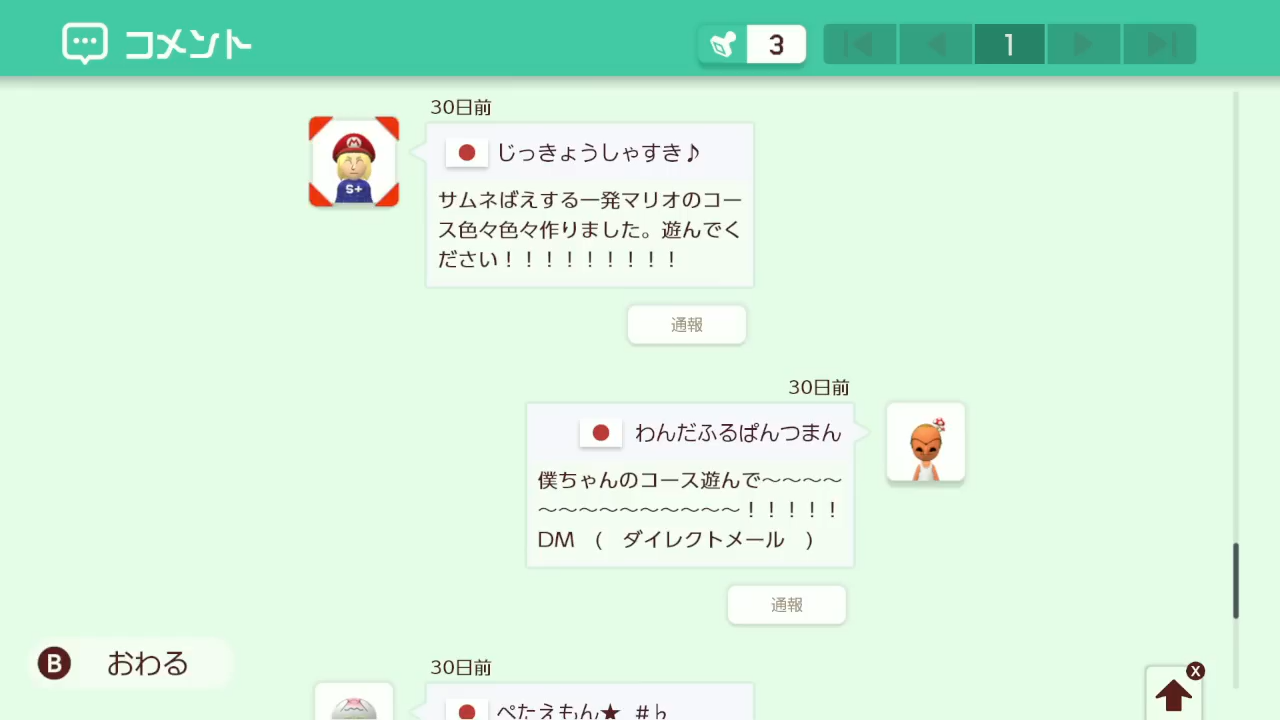 コメント
3
1
30日前
じっきょうしゃすき♪
サムネばえする一発マリオのコー
ス色々色々作りました。遊んでく
ださい！！！！！！！！！
通報
30日前
わんだふるぱんつまん
僕ちゃんのコース遊んで～～～～
～～～～～～～～～～！！！！！
DM （ ダイレクトメール ）
通報
30日前
ぺたえもん★ #♭
B おわる
X
M
S+